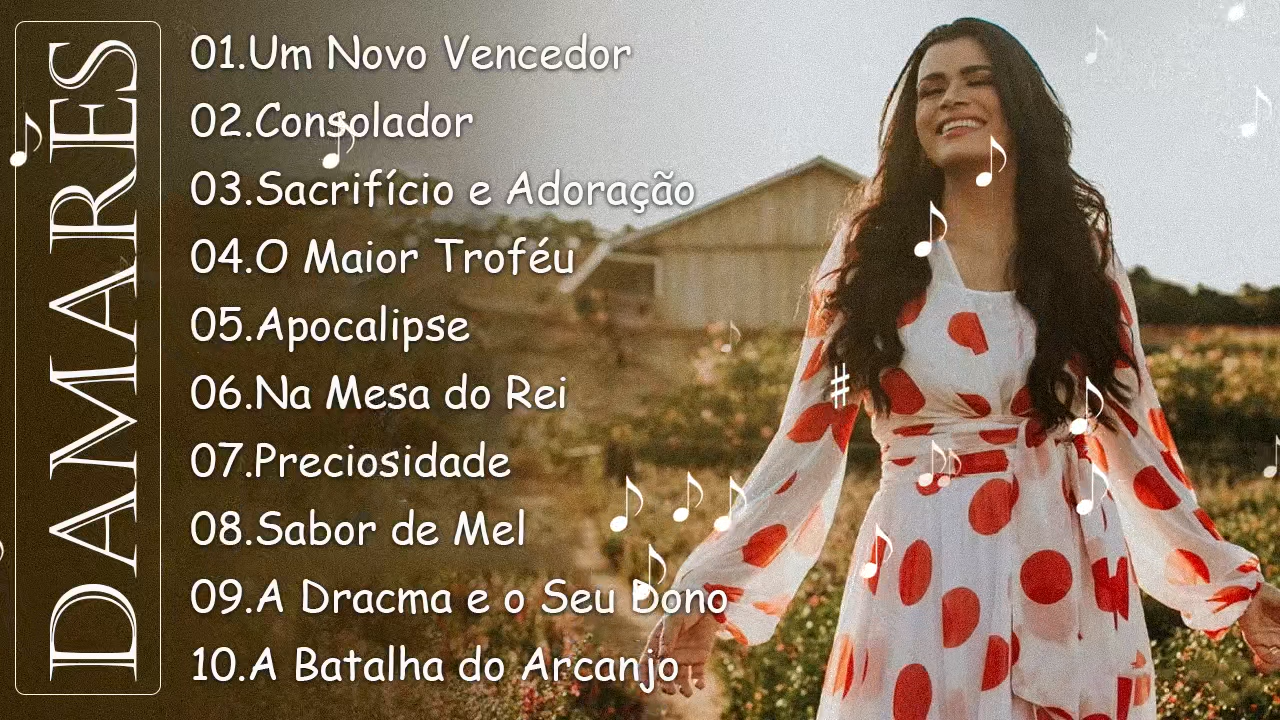 DAMARES
01.Um Novo Vencedor
02.Consolador
03.Sacrifício e Adoração
04.O Maior Troféu
05.Apocalipse
06.Na Mesa do Rei
07.Preciosidade
08.Sabor de Mel
09.A Dracma e o Seu Dono
10.A Batalha do Arcanjo